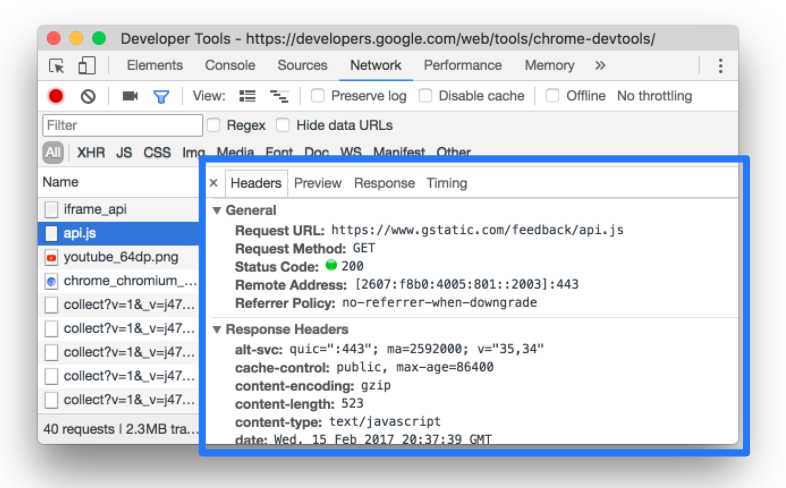 Developer Tools - https://developers.google.com/web/tools/chrome-devtools/
Elements Console Sources Network Performance Memory »
View: Preserve log Disable cache Offline No throttling
Filter Regex Hide data URLs
All XHR JS CSS Img Media Font Doc WS Manifest Other
Name
iframe_api
api.js
youtube_64dp.png
chrome_chromium_...
collect?v=1&_v=j47...
collect?v=1&_v=j47...
collect?v=1&_v=j47...
collect?v=1&_v=j47...
collect?v=1&_v=j47...
40 requests | 2.3MB tra...
× Headers Preview Response Timing
▼ General
Request URL: https://www.gstatic.com/feedback/api.js
Request Method: GET
Status Code: 200
Remote Address: [2607:f8b0:4005:801::2003]:443
Referrer Policy: no-referrer-when-downgrade
▼ Response Headers
alt-svc: quic=":443"; ma=2592000; v="35,34"
cache-control: public, max-age=86400
content-encoding: gzip
content-length: 523
content-type: text/javascript
date: Wed, 15 Feb 2017 20:37:39 GMT